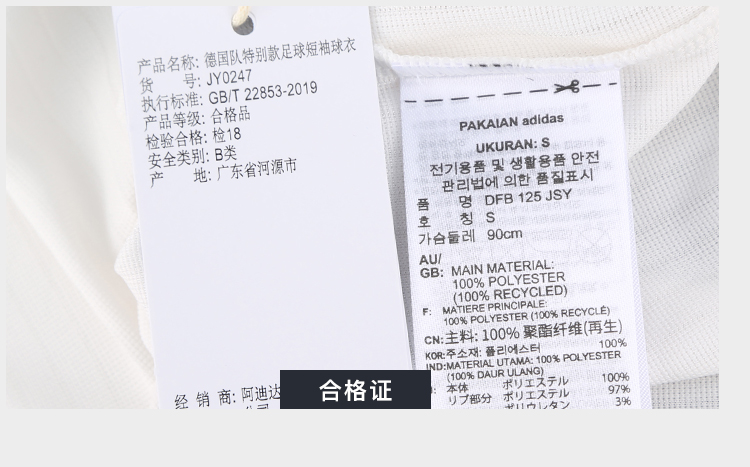 产品名称: 德国队特别款足球短袖球衣
货 号: JY0247
执行标准: GB/T 22853-2019
产品等级: 合格品
检验合格: 检18
安全类别: B类
产 地: 广东省河源市
经 销 商: 阿迪达
PAKAIAN adidas
UKURAN: S
전기용품 및 생활용품 안전
관리법에 의한 품질표시
품 명 DFB 125 JSY
호 칭 S
가슴둘레 90cm
AU/
GB: MAIN MATERIAL:
100% POLYESTER
(100% RECYCLED)
F: MATIERE PRINCIPALE:
100% POLYESTER (100% RECYCLÉ)
CN: 主料: 100% 聚酯纤维(再生)
KOR: 주소재: 폴리에스터 100%
IND: MATERIAL UTAMA: 100% POLYESTER
(100% DAUR ULANG)
本体 ポリエステル 100%
リブ部分 ポリエステル 97%
ポリウレタン 3%
合格证